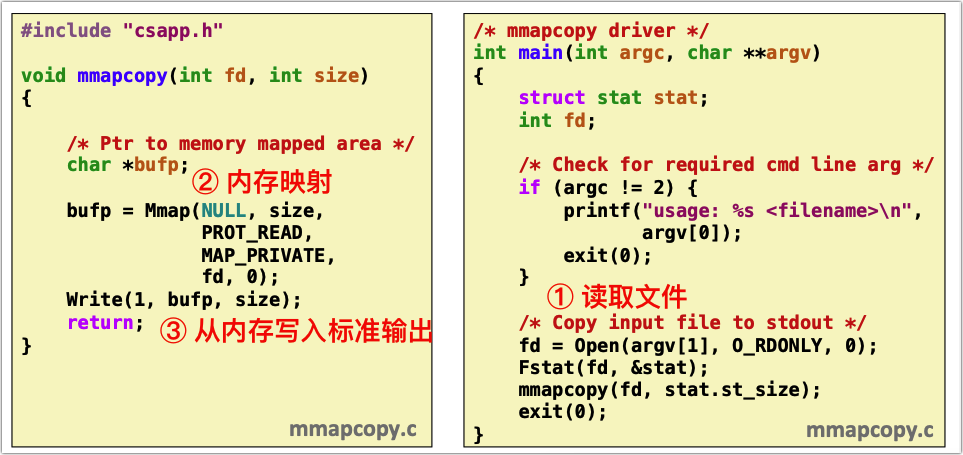 #include "csapp.h"
void mmapcopy(int fd, int size)
{
    /* Ptr to memory mapped area */
    char *bufp;
② 内存映射
    bufp = Mmap(NULL, size,
                PROT_READ,
                MAP_PRIVATE,
                fd, 0);
    Write(1, bufp, size);
    return;
③ 从内存写入标准输出
}
mmapcopy.c
/* mmapcopy driver */
int main(int argc, char **argv)
{
    struct stat stat;
    int fd;
    /* Check for required cmd line arg */
    if (argc != 2) {
        printf("usage: %s <filename>\n",
               argv[0]);
        exit(0);
    }
① 读取文件
    /* Copy input file to stdout */
    fd = Open(argv[1], O_RDONLY, 0);
    Fstat(fd, &stat);
    mmapcopy(fd, stat.st_size);
    exit(0);
}
mmapcopy.c